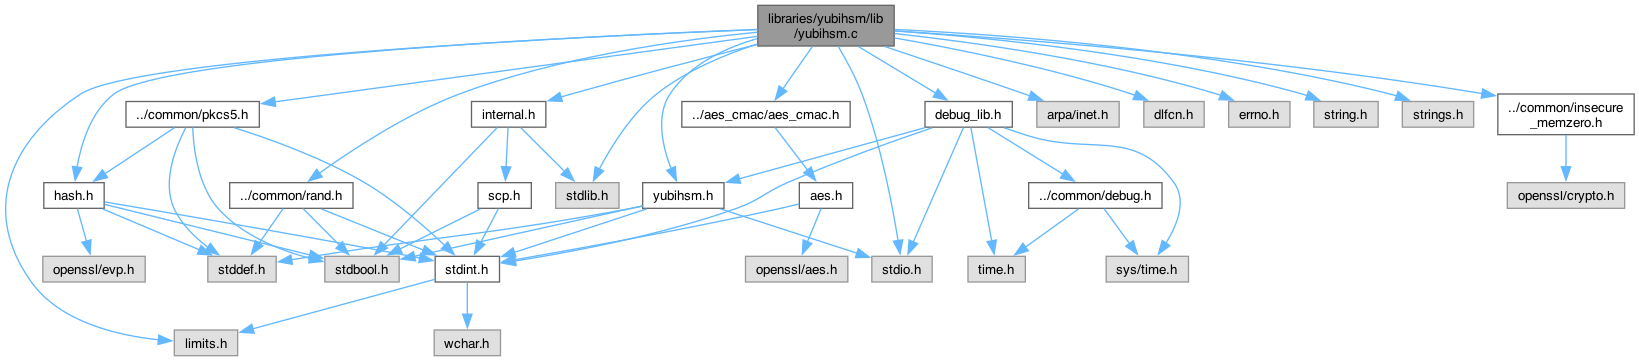 libraries/yubihsm/lib
/yubihsm.c
../common/pkcs5.h
internal.h
../aes_cmac/aes_cmac.h
debug_lib.h
arpa/inet.h
dlfcn.h
errno.h
string.h
strings.h
../common/insecure
_memzero.h
hash.h
../common/rand.h
scp.h
stdlib.h
yubihsm.h
aes.h
../common/debug.h
openssl/crypto.h
openssl/evp.h
stddef.h
stdbool.h
stdint.h
openssl/aes.h
stdio.h
time.h
sys/time.h
limits.h
wchar.h